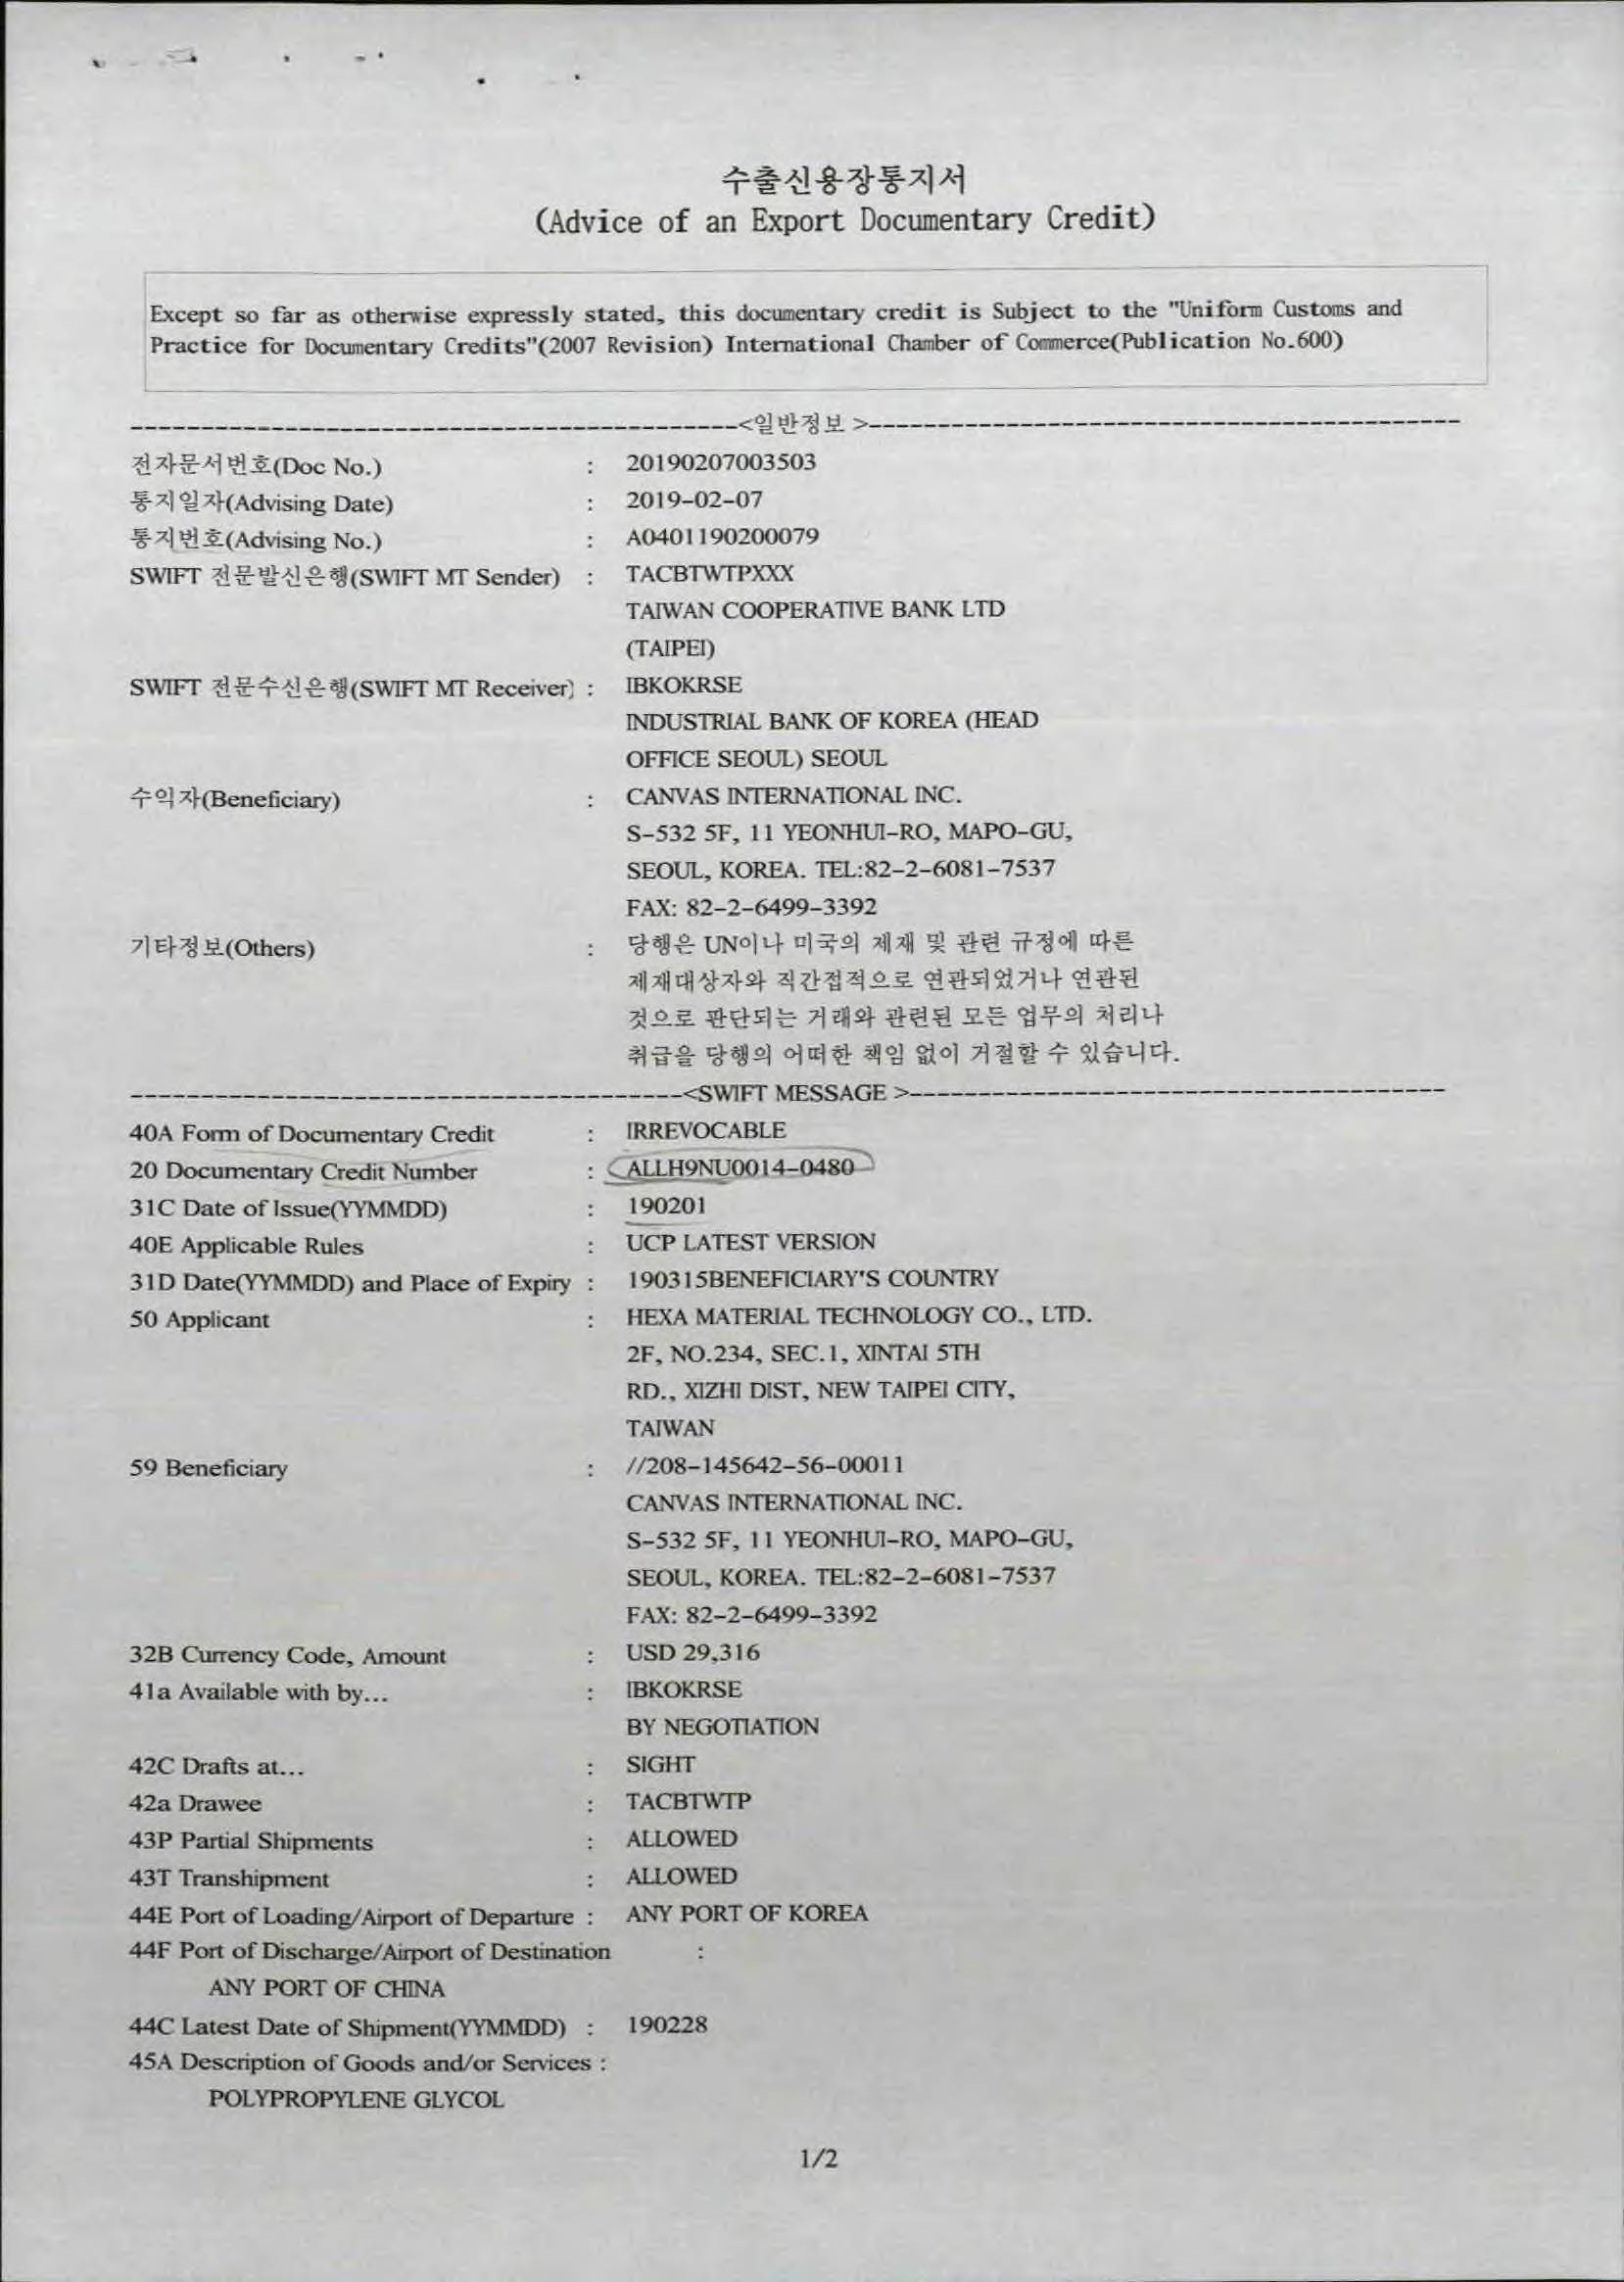 수출신용장통지서
(Advice of an Export Documentary Credit)
Except so far as otherwise expressly stated, this documentary credit is Subject to the "Uniform Customs and
Practice for Documentary Credits"(2007 Revision) International Chamber of Commerce(Publication No.600)
--------------------------------------------<일반정보 >--------------------------------------------
전자문서번호(Doc No.) : 20190207003503
통지일자(Advising Date) : 2019-02-07
통지번호(Advising No.) : A0401190200079
SWIFT 전문발신은행(SWIFT MT Sender) : TACBTWTPXXX
TAIWAN COOPERATIVE BANK LTD
(TAIPEI)
SWIFT 전문수신은행(SWIFT MT Receiver) : IBKOKRSE
INDUSTRIAL BANK OF KOREA (HEAD
OFFICE SEOUL) SEOUL
수익자(Beneficiary) : CANVAS INTERNATIONAL INC.
S-532 5F, 11 YEONHUI-RO, MAPO-GU,
SEOUL, KOREA. TEL:82-2-6081-7537
FAX: 82-2-6499-3392
기타정보(Others) : 당행은 UN이나 미국의 제재 및 관련 규정에 따른
제재대상자와 직간접적으로 연관되었거나 연관된
것으로 판단되는 거래와 관련된 모든 업무의 처리나
취급을 당행의 어떠한 책임 없이 거절할 수 있습니다.
----------------------------------------<SWIFT MESSAGE >----------------------------------------
40A Form of Documentary Credit : IRREVOCABLE
20 Documentary Credit Number : ALLH9NU0014-0480
31C Date of Issue(YYMMDD) : 190201
40E Applicable Rules : UCP LATEST VERSION
31D Date(YYMMDD) and Place of Expiry : 190315BENEFICIARY'S COUNTRY
50 Applicant : HEXA MATERIAL TECHNOLOGY CO., LTD.
2F, NO.234, SEC.1, XINTAI 5TH
RD., XIZHI DIST, NEW TAIPEI CITY,
TAIWAN
59 Beneficiary : //208-145642-56-00011
CANVAS INTERNATIONAL INC.
S-532 5F, 11 YEONHUI-RO, MAPO-GU,
SEOUL, KOREA. TEL:82-2-6081-7537
FAX: 82-2-6499-3392
32B Currency Code, Amount : USD 29,316
41a Available with by... : IBKOKRSE
BY NEGOTIATION
42C Drafts at... : SIGHT
42a Drawee : TACBTWTP
43P Partial Shipments : ALLOWED
43T Transhipment : ALLOWED
44E Port of Loading/Airport of Departure : ANY PORT OF KOREA
44F Port of Discharge/Airport of Destination :
ANY PORT OF CHINA
44C Latest Date of Shipment(YYMMDD) : 190228
45A Description of Goods and/or Services :
POLYPROPYLENE GLYCOL
1/2